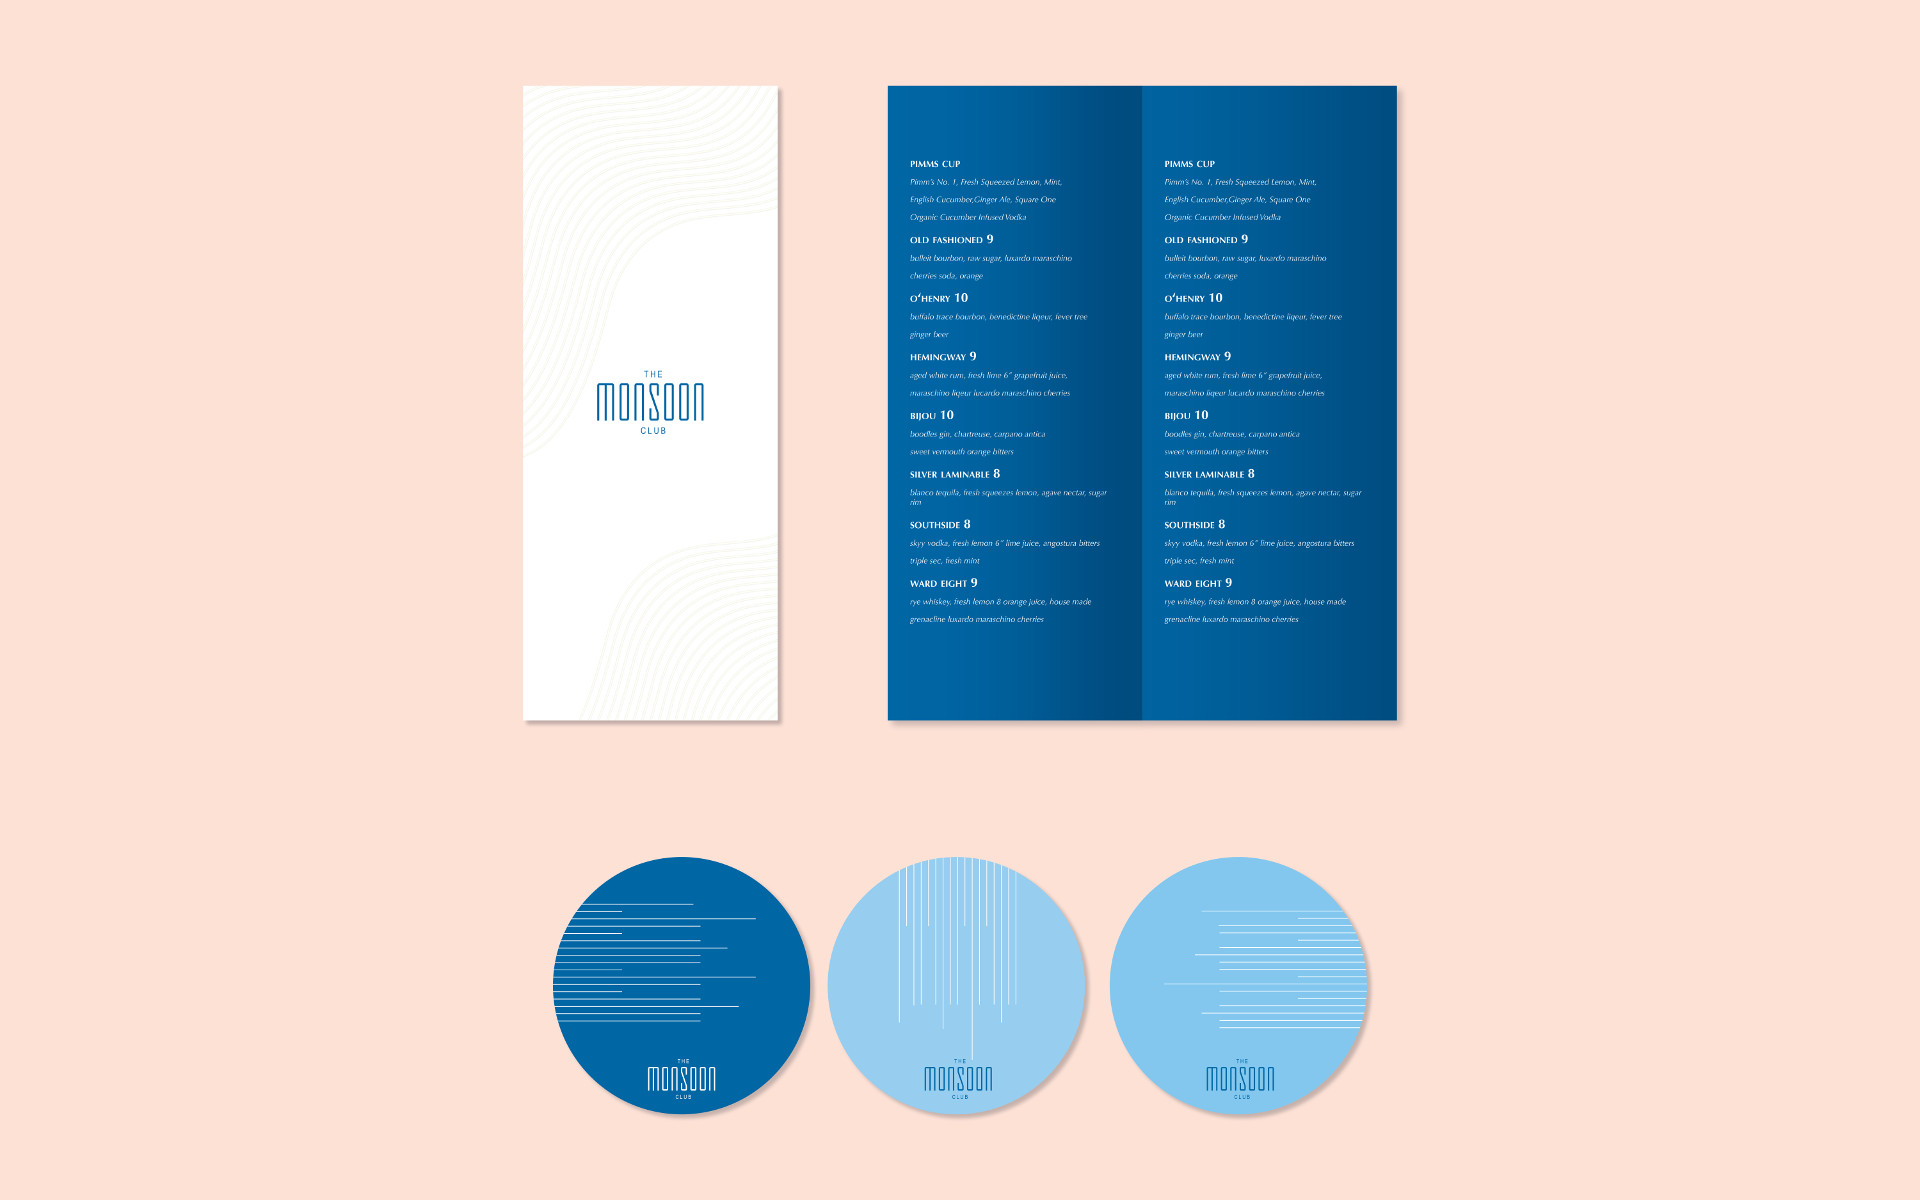 THE
MONSOON
CLUB
PIMMS CUP
Pimm's No. 1, Fresh Squeezed Lemon, Mint,
English Cucumber,Ginger Ale, Square One
Organic Cucumber Infused Vodka
OLD FASHIONED 9
bulleit bourbon, raw sugar, luxardo maraschino
cherries soda, orange
O‘HENRY 10
buffalo trace bourbon, benedictine liqeur, fever tree
ginger beer
HEMINGWAY 9
aged white rum, fresh lime 6” grapefruit juice,
maraschino liqeur lucardo maraschino cherries
BIJOU 10
boodles gin, chartreuse, carpano antica
sweet vermouth orange bitters
SILVER LAMINABLE 8
blanco tequila, fresh squeezes lemon, agave nectar, sugar
rim
SOUTHSIDE 8
skyy vodka, fresh lemon 6” lime juice, angostura bitters
triple sec, fresh mint
WARD EIGHT 9
rye whiskey, fresh lemon 8 orange juice, house made
grenacline luxardo maraschino cherries
PIMMS CUP
Pimm's No. 1, Fresh Squeezed Lemon, Mint,
English Cucumber,Ginger Ale, Square One
Organic Cucumber Infused Vodka
OLD FASHIONED 9
bulleit bourbon, raw sugar, luxardo maraschino
cherries soda, orange
O‘HENRY 10
buffalo trace bourbon, benedictine liqeur, fever tree
ginger beer
HEMINGWAY 9
aged white rum, fresh lime 6” grapefruit juice,
maraschino liqeur lucardo maraschino cherries
BIJOU 10
boodles gin, chartreuse, carpano antica
sweet vermouth orange bitters
SILVER LAMINABLE 8
blanco tequila, fresh squeezes lemon, agave nectar, sugar
rim
SOUTHSIDE 8
skyy vodka, fresh lemon 6” lime juice, angostura bitters
triple sec, fresh mint
WARD EIGHT 9
rye whiskey, fresh lemon 8 orange juice, house made
grenacline luxardo maraschino cherries
THE
MONSOON
CLUB
THE
MONSOON
CLUB
THE
MONSOON
CLUB